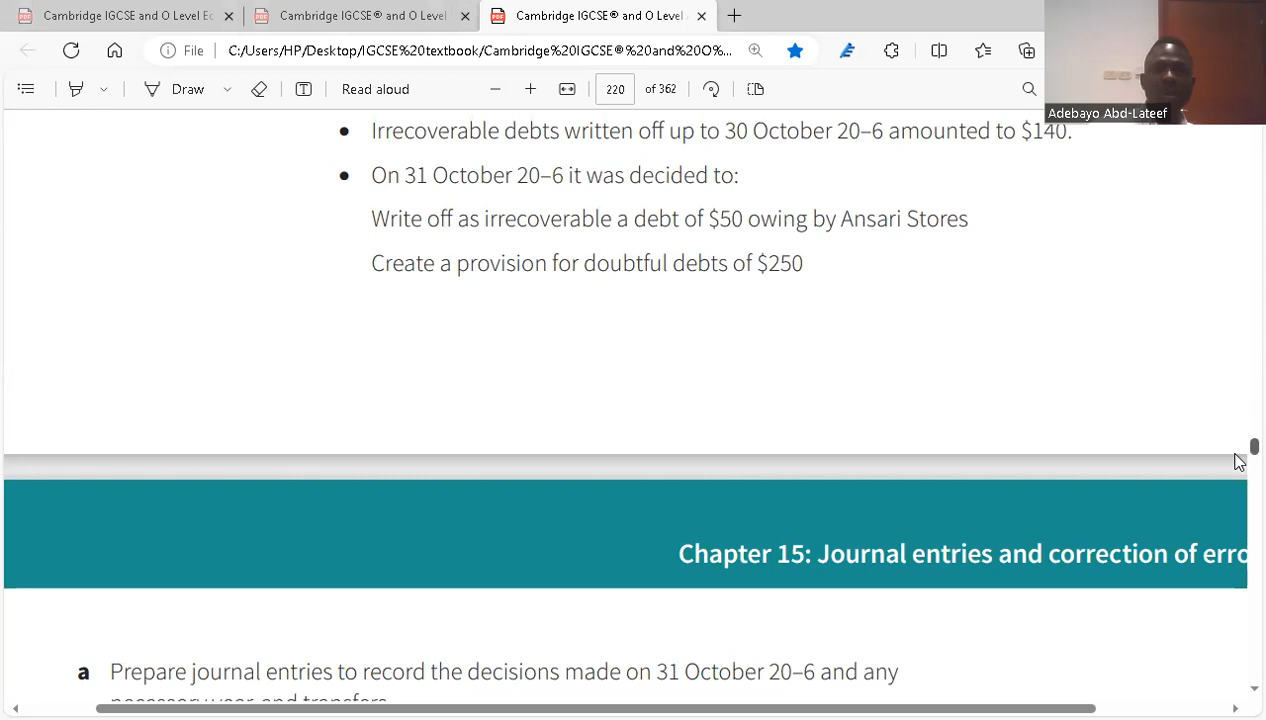 Cambridge IGCSE and O Level Ec
Cambridge IGCSE® and O Level
Cambridge IGCSE® and O Level
File
C:/Users/HP/Desktop/IGCSE%20textbook/Cambridge%20IGCSE®%20and%20O%...
Draw
Read aloud
220 of 362
Adebayo Abd-Lateef
• Irrecoverable debts written off up to 30 October 20–6 amounted to $140.
• On 31 October 20–6 it was decided to:
Write off as irrecoverable a debt of $50 owing by Ansari Stores
Create a provision for doubtful debts of $250
Chapter 15: Journal entries and correction of erro
a Prepare journal entries to record the decisions made on 31 October 20–6 and any
necessary year-end transfers.